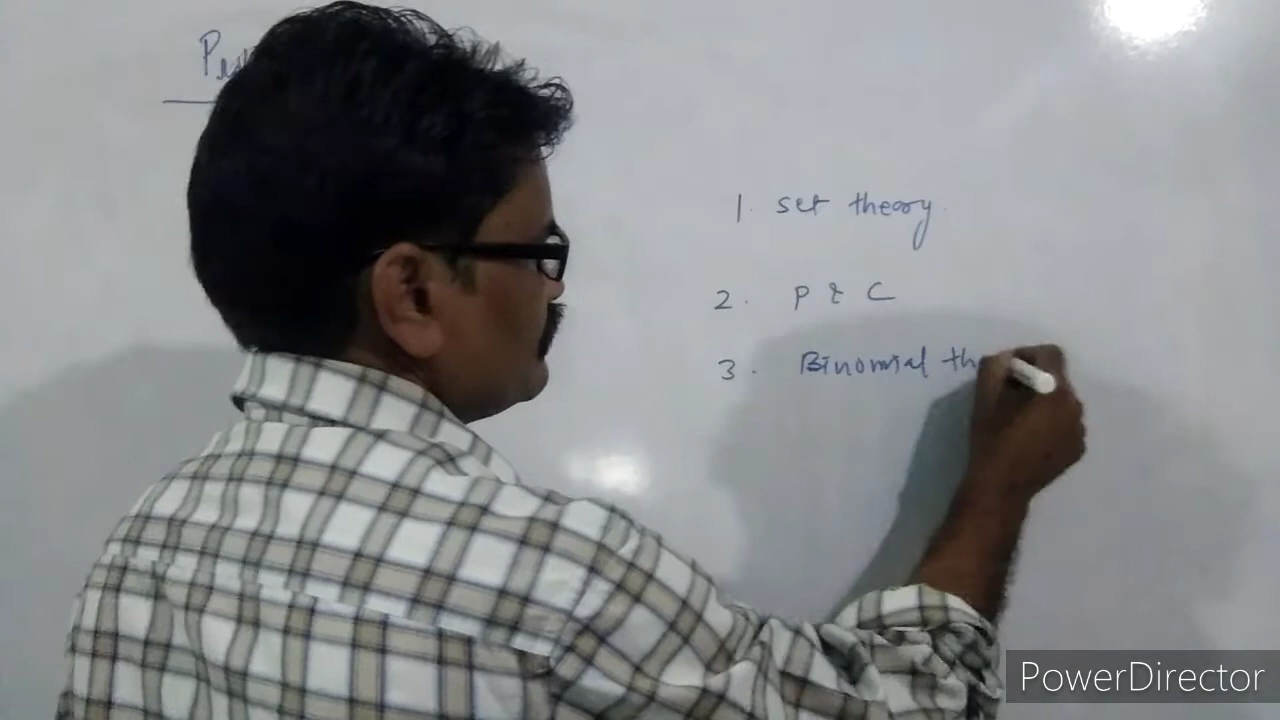 1. set theory.
2. P & C
3. Binomial th
PowerDirector